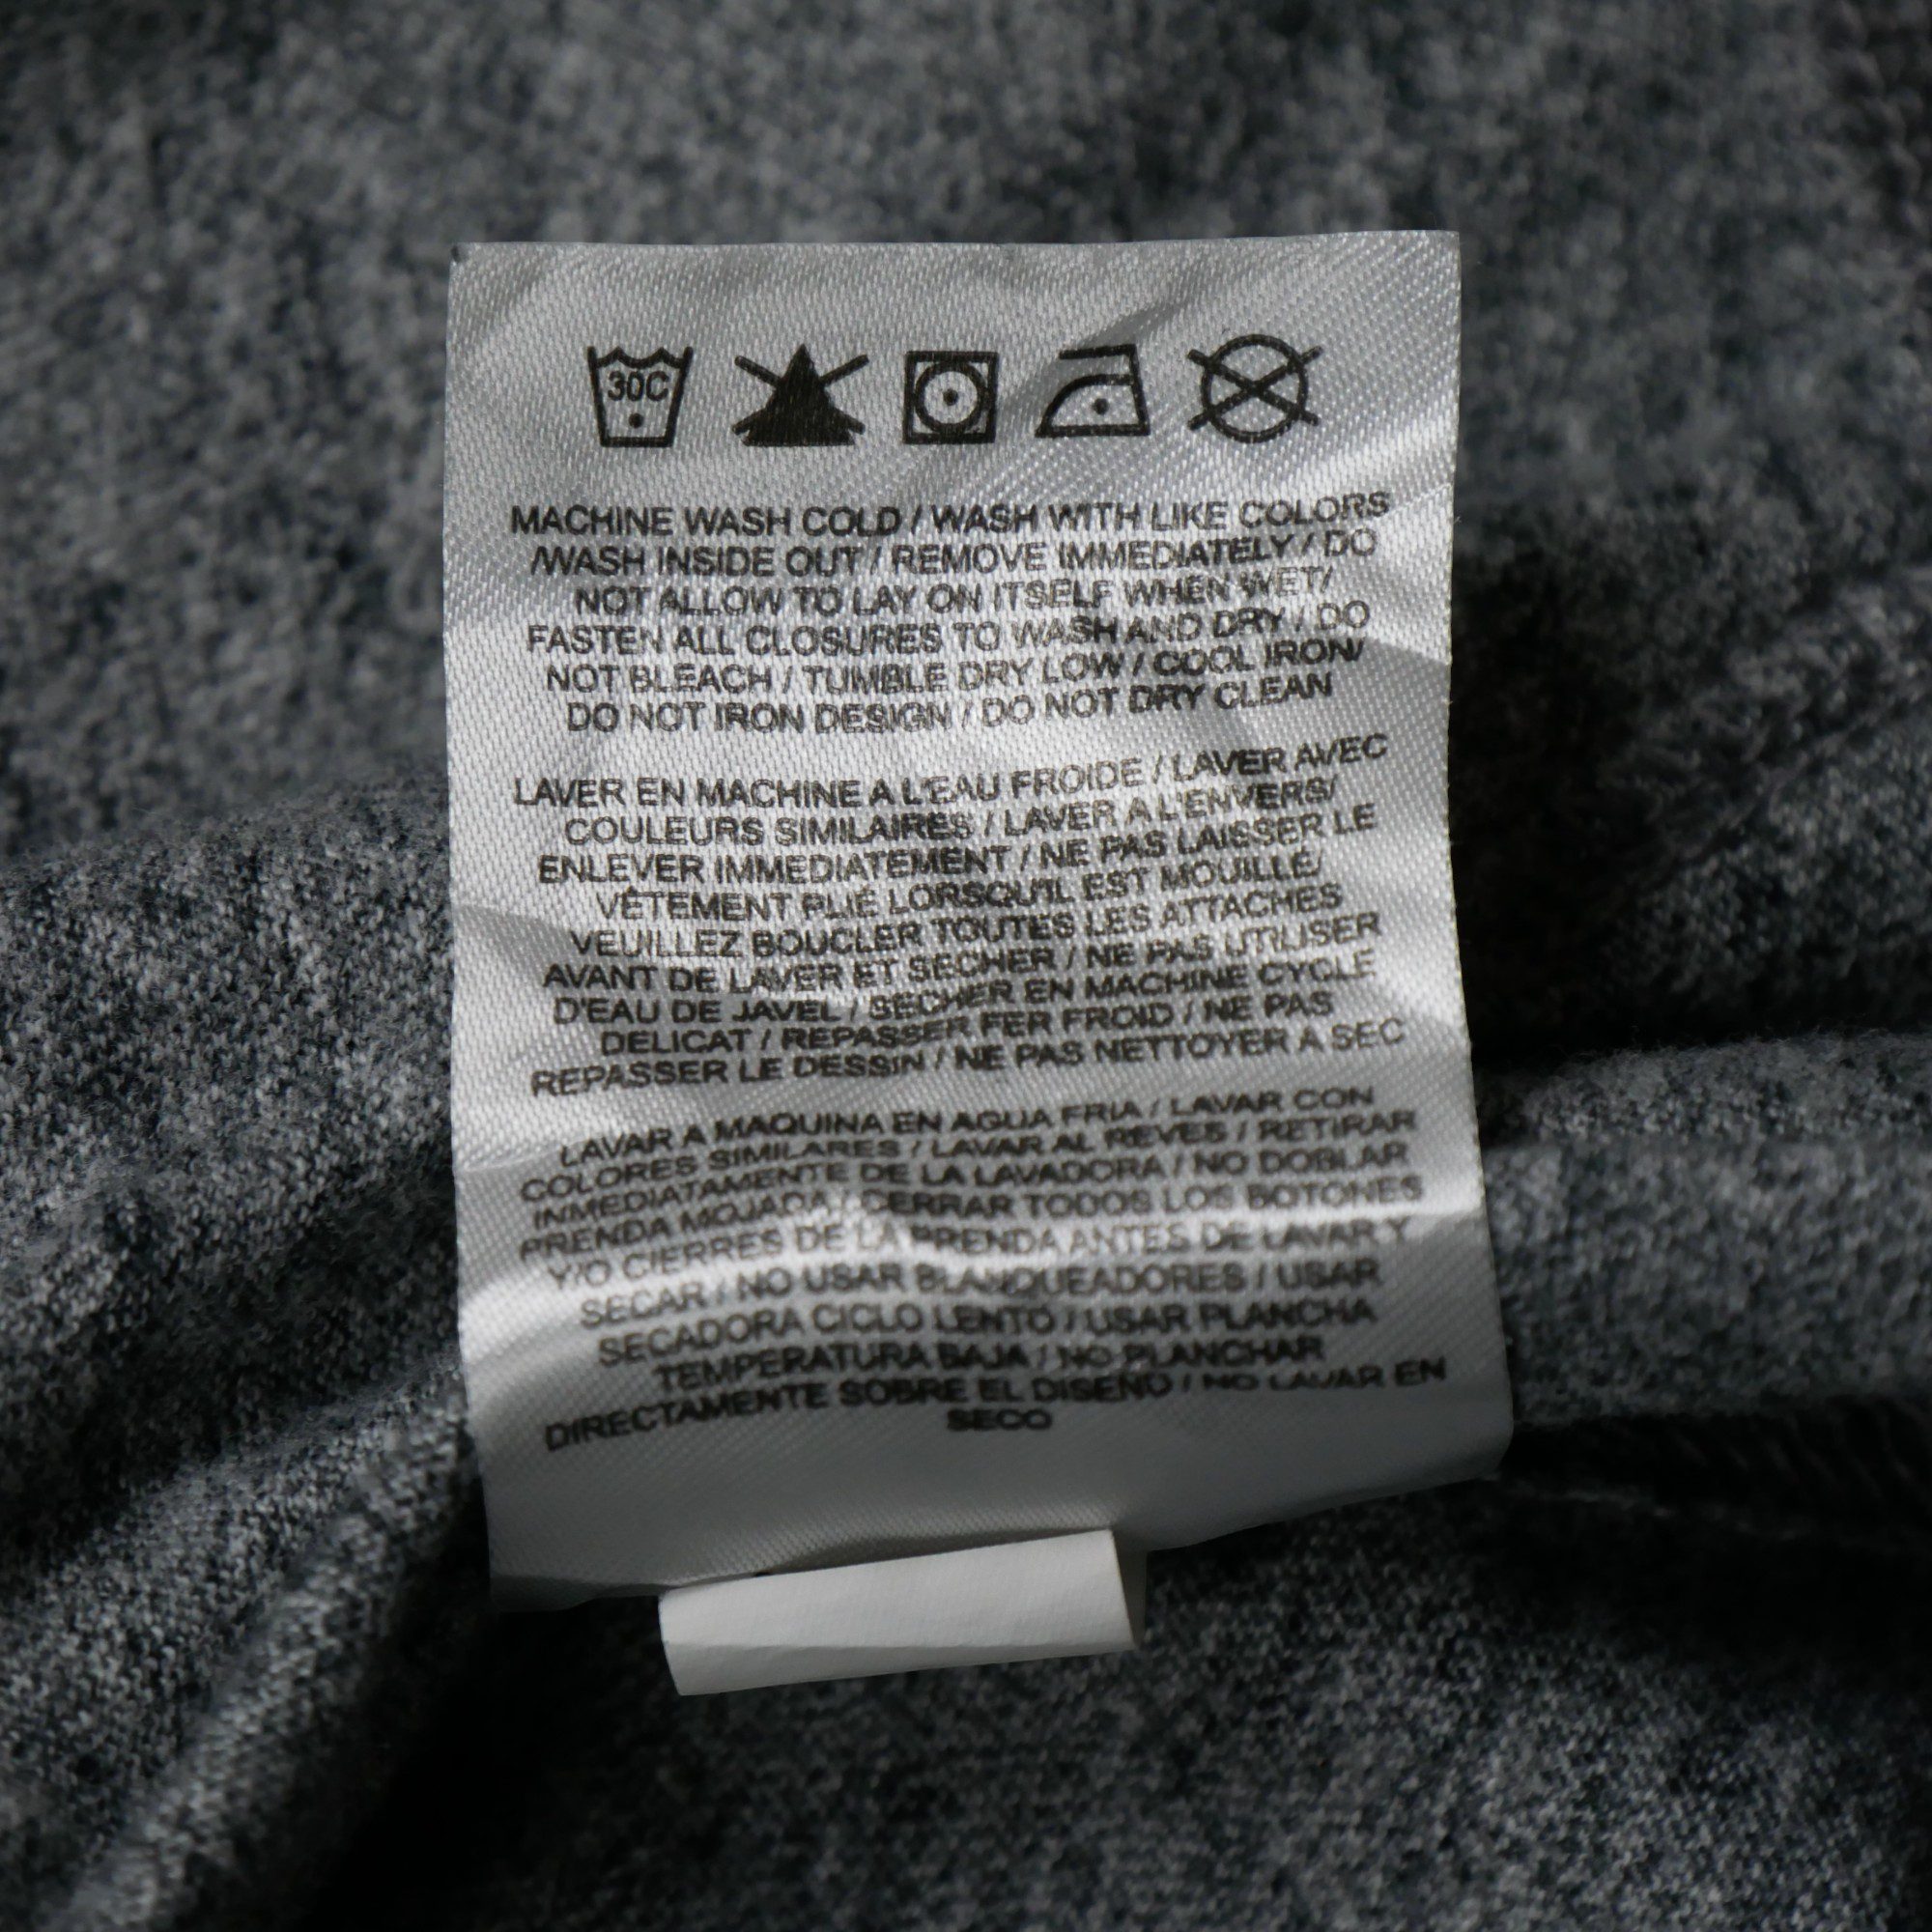 30C
MACHINE WASH COLD / WASH WITH LIKE COLORS
/WASH INSIDE OUT / REMOVE IMMEDIATELY / DO
NOT ALLOW TO LAY ON ITSELF WHEN WET/
FASTEN ALL CLOSURES TO WASH AND DRY / DO
NOT BLEACH / TUMBLE DRY LOW / COOL IRON/
DO NOT IRON DESIGN / DO NOT DRY CLEAN
LAVER EN MACHINE A L'EAU FROIDE / LAVER AVEC
COULEURS SIMILAIRES / LAVER A L'ENVERS/
ENLEVER IMMEDIATEMENT / NE PAS LAISSER LE
VÊTEMENT PLIÉ LORSQU'IL EST MOUILLÉ/
VEUILLEZ BOUCLER TOUTES LES ATTACHES
AVANT DE LAVER ET SECHER / NE PAS UTILISER
D'EAU DE JAVEL / SECHER EN MACHINE CYCLE
DELICAT / REPASSER FER FROID / NE PAS
REPASSER LE DESSIN / NE PAS NETTOYER A SEC
LAVAR A MAQUINA EN AGUA FRIA / LAVAR CON
COLORES SIMILARES / LAVAR AL REVES / RETIRAR
INMEDIATAMENTE DE LA LAVADORA / NO DOBLAR
PRENDA MOJADA / CERRAR TODOS LOS BOTONES
Y/O CIERRES DE LA PRENDA ANTES DE LAVAR Y
SECAR / NO USAR BLANQUEADORES / USAR
SECADORA CICLO LENTO / USAR PLANCHA
TEMPERATURA BAJA / NO PLANCHAR
DIRECTAMENTE SOBRE EL DISENO / NO LAVAR EN
SECO